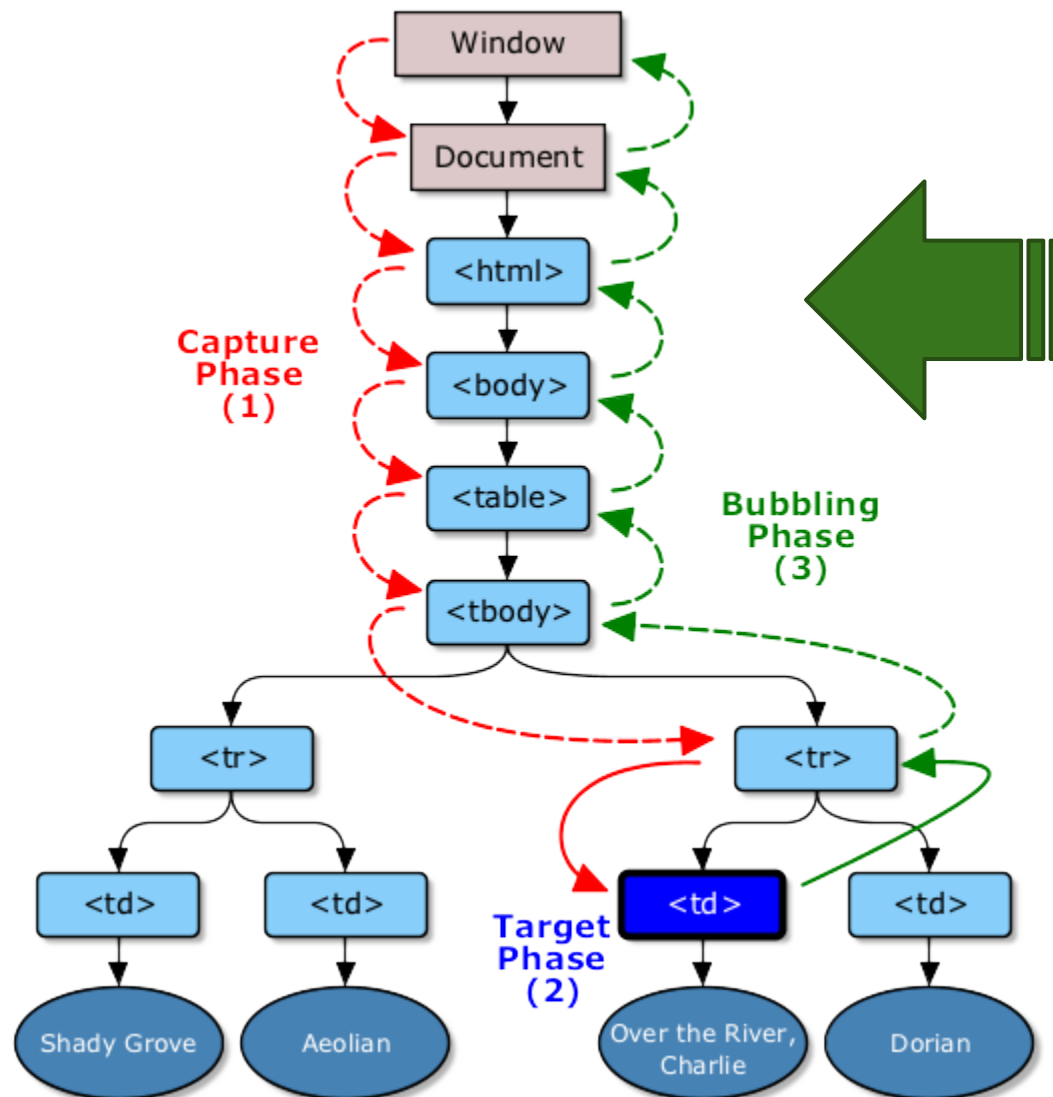 Window
Document
<html>
Capture
Phase
(1)
<body>
<table>
Bubbling
Phase
(3)
<tbody>
<tr>
<tr>
<td>
<td>
<td>
<td>
Target
Phase
(2)
Shady Grove
Aeolian
Over the River,
Charlie
Dorian